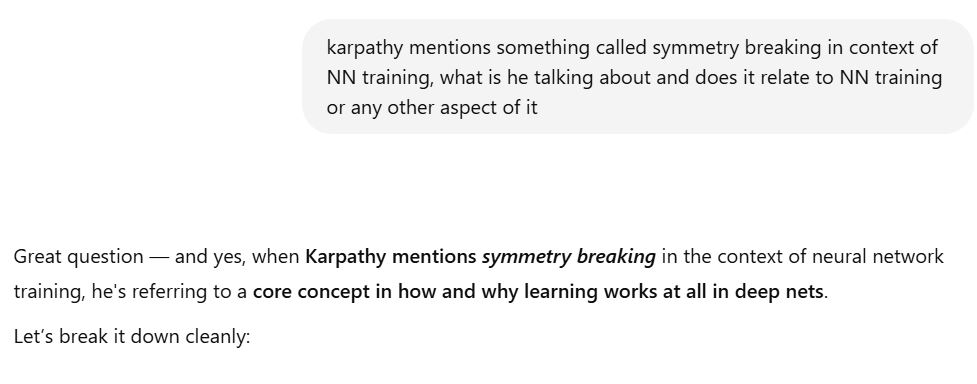 karpathy mentions something called symmetry breaking in context of
NN training, what is he talking about and does it relate to NN training
or any other aspect of it
Great question — and yes, when Karpathy mentions symmetry breaking in the context of neural network
training, he's referring to a core concept in how and why learning works at all in deep nets.
Let’s break it down cleanly: